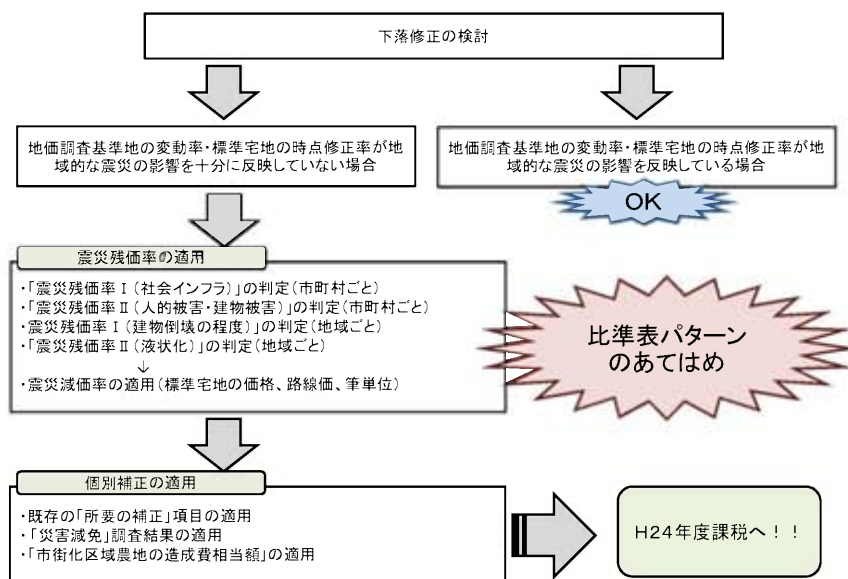 下落修正の検討
地価調査基準地の変動率・標準宅地の時点修正率が地
域的な震災の影響を十分に反映していない場合
地価調査基準地の変動率・標準宅地の時点修正率が地
域的な震災の影響を反映している場合
OK
震災残価率の適用
・「震災残価率Ⅰ(社会インフラ)」の判定(市町村ごと)
・「震災残価率Ⅱ(人的被害・建物被害)」の判定(市町村ごと)
・震災残価率Ⅰ(建物倒壊の程度)」の判定(地域ごと)
・「震災残価率Ⅱ(液状化)」の判定(地域ごと)
↓
・震災減価率の適用(標準宅地の価格、路線価、筆単位)
比準表パターン
のあてはめ
個別補正の適用
・既存の「所要の補正」項目の適用
・「災害減免」調査結果の適用
・「市街化区域農地の造成費相当額」の適用
H24年度課税へ！！